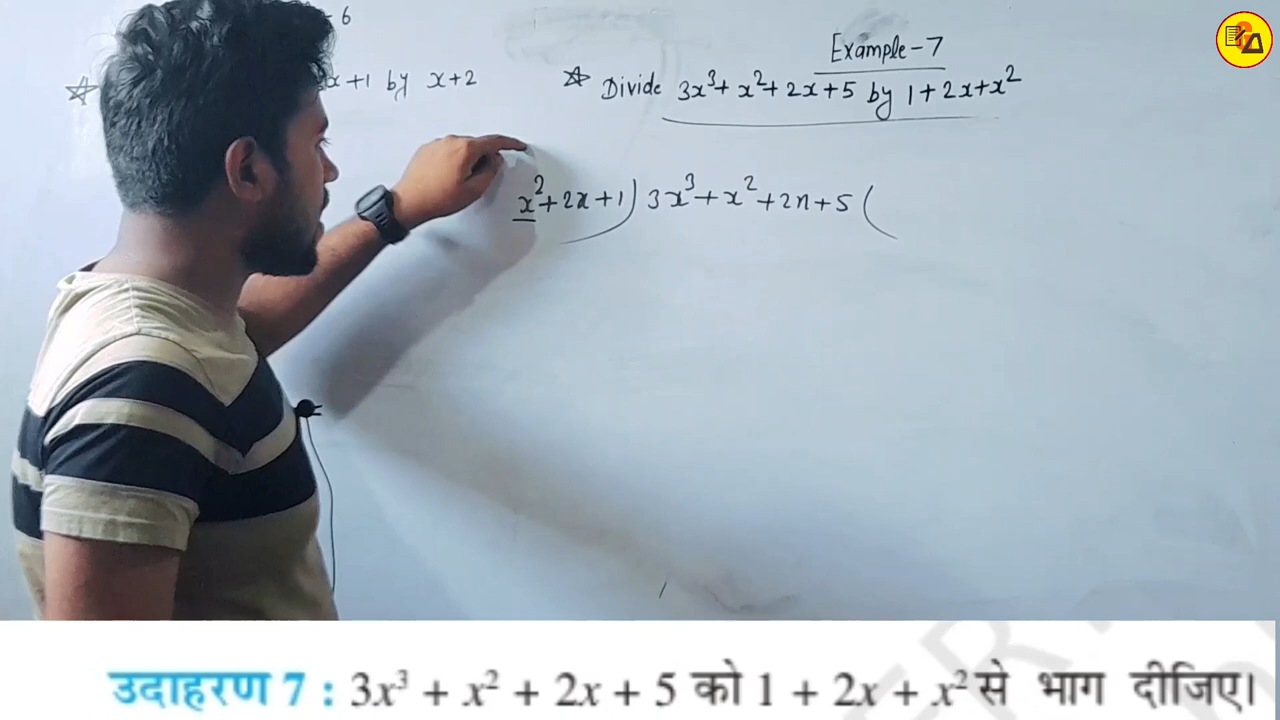 - 6
x+1 by x+2
Example-7
☆ Divide 3x³+ x²+ 2x+5 by 1+2x+x²
x²+2x+1) 3x³+x²+2x+5 (
उदाहरण 7 : 3x³ + x² + 2x + 5 को 1 + 2x + x² से भाग दीजिए।